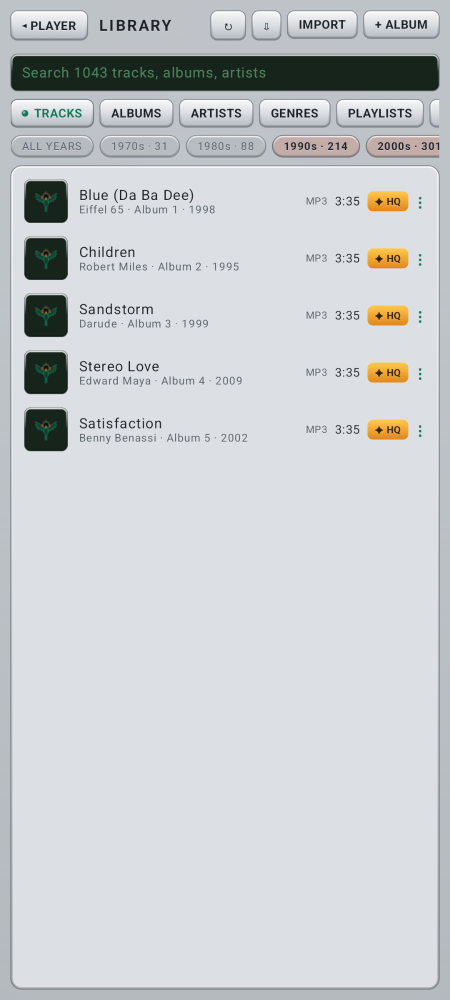 ◂ PLAYER LIBRARY ↻ ⇩ IMPORT + ALBUM
Search 1043 tracks, albums, artists
TRACKS ALBUMS ARTISTS GENRES PLAYLISTS
ALL YEARS 1970s · 31 1980s · 88 1990s · 214 2000s · 301
Blue (Da Ba Dee) MP3 3:35 ✦ HQ
Eiffel 65 · Album 1 · 1998
Children MP3 3:35 ✦ HQ
Robert Miles · Album 2 · 1995
Sandstorm MP3 3:35 ✦ HQ
Darude · Album 3 · 1999
Stereo Love MP3 3:35 ✦ HQ
Edward Maya · Album 4 · 2009
Satisfaction MP3 3:35 ✦ HQ
Benny Benassi · Album 5 · 2002